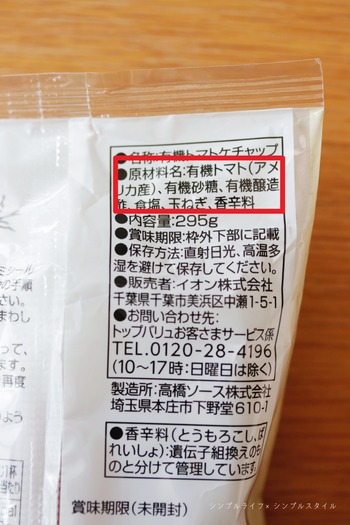 ●名称:有機トマトケチャップ
●原材料名:有機トマト(アメ
リカ産)、有機砂糖、有機醸造
酢、食塩、玉ねぎ、香辛料
●内容量:295g
●賞味期限:枠外下部に記載
●保存方法:直射日光、高温多
湿を避けて保存してください。
●販売者:イオン株式会社
千葉県千葉市美浜区中瀬1-5-1
●お問い合わせ先:
トップバリュお客さまサービス係
TEL.0120-28-4196
(10~17時:日曜日は除く)
製造所:高橋ソース株式会社
埼玉県本庄市下野堂610-1
●香辛料(とうもろこし、ば
れいしょ):遺伝子組換えのも
のと分けて管理しています。
賞味期限(未開封)
シンプルライフ×シンプルスタイル